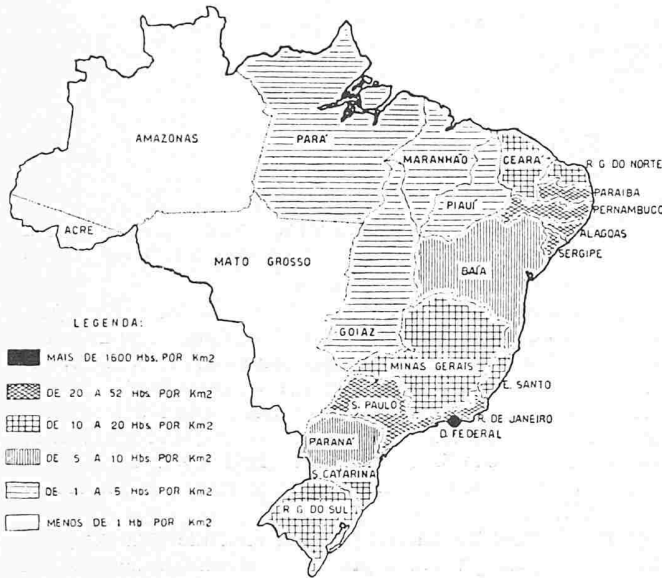 AMAZONAS
PARÁ
MARANHÃO
CEARÁ
R G DO NORTE
PARAIBA
PERNAMBUCO
PIAUÍ
ALAGOAS
SERGIPE
ACRE
MATO GROSSO
BAÍA
GOIAZ
MINAS GERAIS
E. SANTO
S. PAULO
R. DE JANEIRO
D. FEDERAL
PARANÁ
S. CATARINA
R G DO SUL
LEGENDA:
MAIS DE 1600 Hbs. POR Km2
DE 20 A 52 Hbs. POR Km2
DE 10 A 20 Hbs. POR Km2
DE 5 A 10 Hbs. POR Km2
DE 1 A 5 Hbs POR Km2
MENOS DE 1 Hb POR Km2